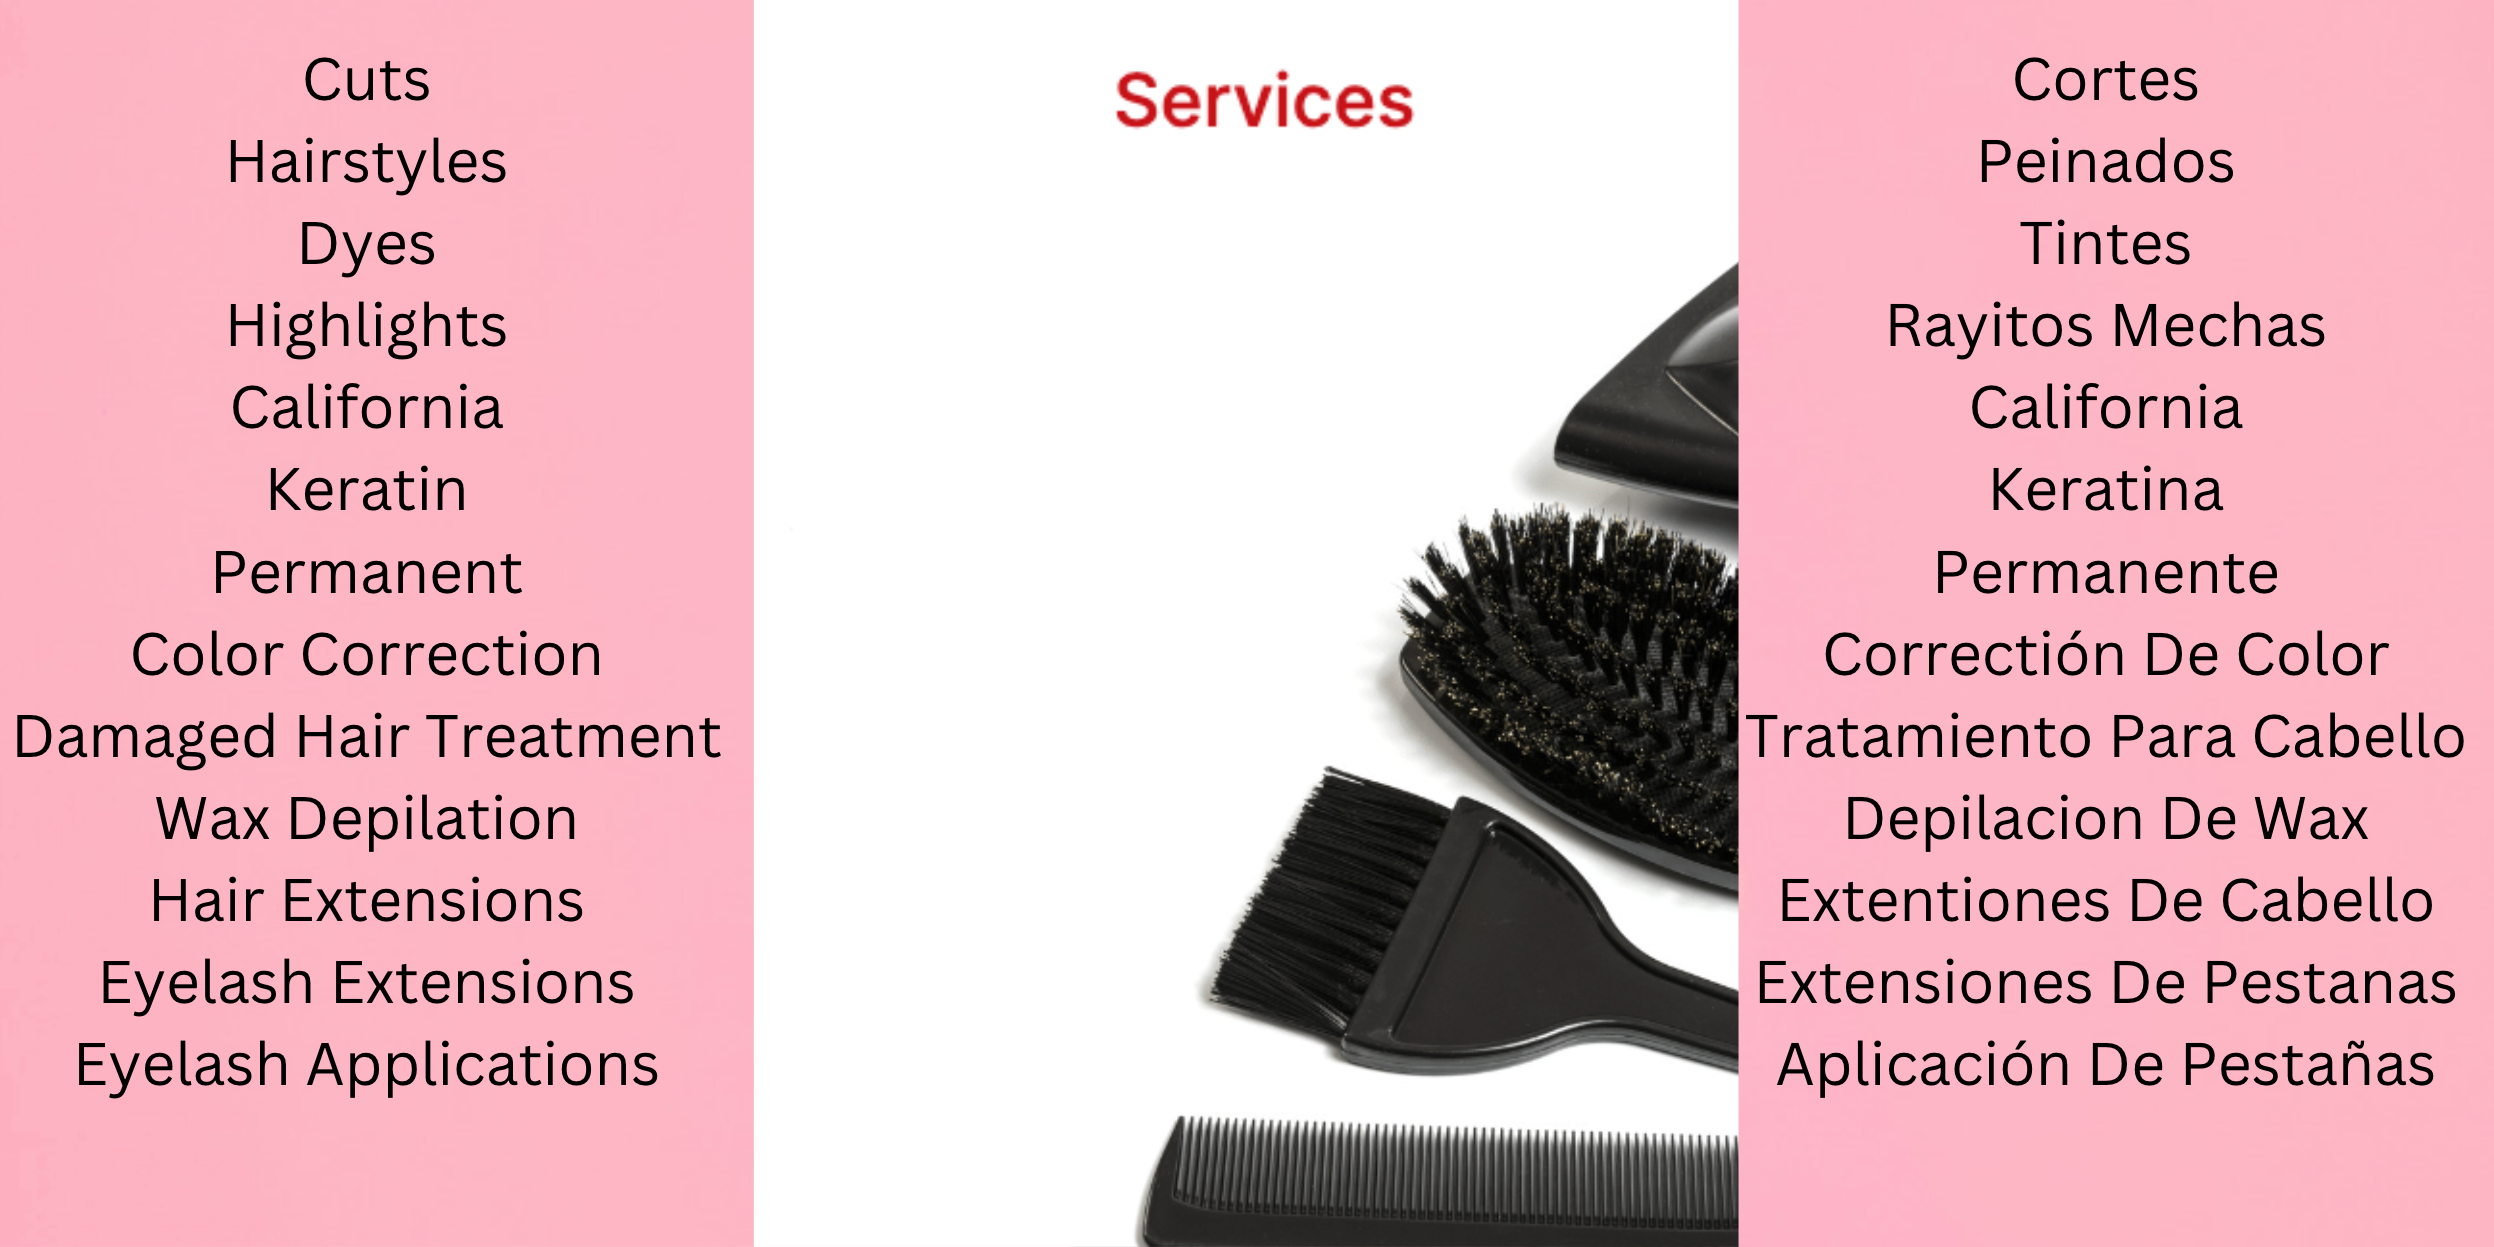 Cuts
Hairstyles
Dyes
Highlights
California
Keratin
Permanent
Color Correction
Damaged Hair Treatment
Wax Depilation
Hair Extensions
Eyelash Extensions
Eyelash Applications
Services
Cortes
Peinados
Tintes
Rayitos Mechas
California
Keratina
Permanente
Correctión De Color
Tratamiento Para Cabello
Depilacion De Wax
Extentiones De Cabello
Extensiones De Pestanas
Aplicación De Pestañas